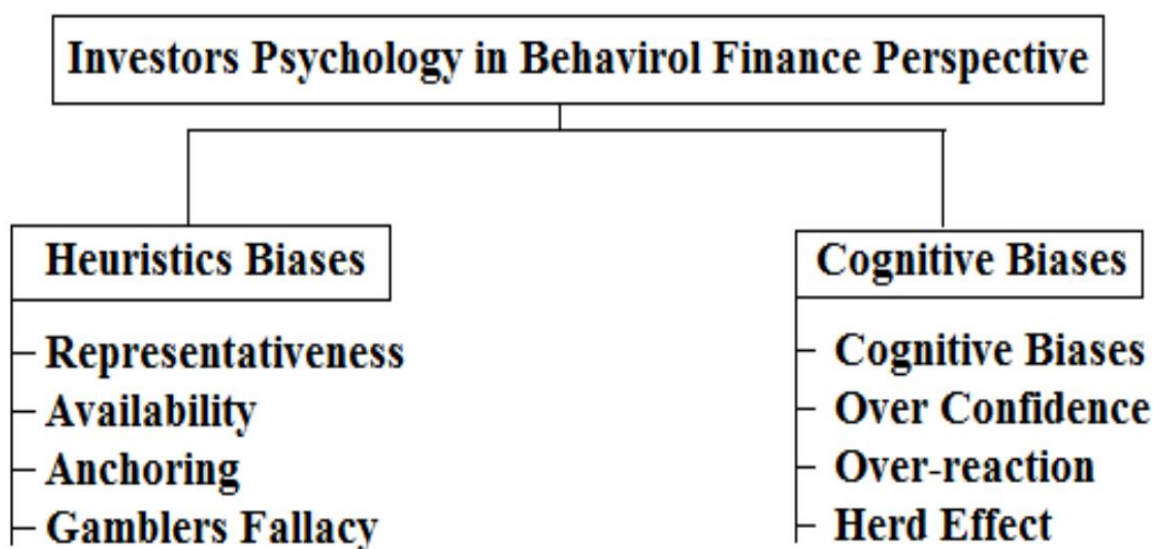 Investors Psychology in Behavirol Finance Perspective
Heuristics Biases
Representativeness
Availability
Anchoring
Gamblers Fallacy
Cognitive Biases
Cognitive Biases
Over Confidence
Over-reaction
Herd Effect